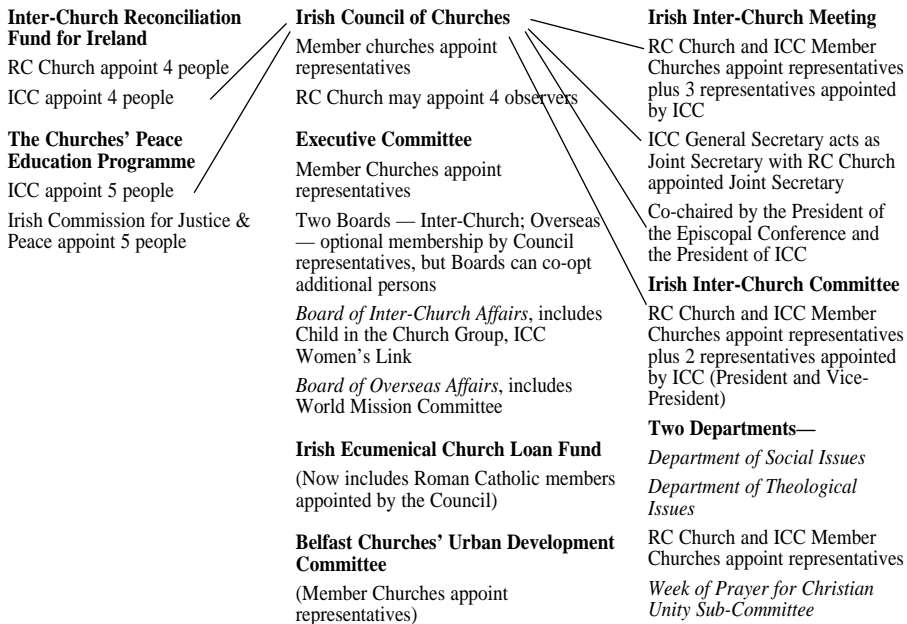 Inter-Church Reconciliation
Fund for Ireland
RC Church appoint 4 people
ICC appoint 4 people
The Churches’ Peace
Education Programme
ICC appoint 5 people
Irish Commission for Justice &
Peace appoint 5 people
Irish Council of Churches
Member churches appoint
representatives
RC Church may appoint 4 observers
Executive Committee
Member Churches appoint
representatives
Two Boards — Inter-Church; Overseas
— optional membership by Council
representatives, but Boards can co-opt
additional persons
Board of Inter-Church Affairs, includes
Child in the Church Group, ICC
Women’s Link
Board of Overseas Affairs, includes
World Mission Committee
Irish Ecumenical Church Loan Fund
(Now includes Roman Catholic members
appointed by the Council)
Belfast Churches’ Urban Development
Committee
(Member Churches appoint
representatives)
Irish Inter-Church Meeting
RC Church and ICC Member
Churches appoint representatives
plus 3 representatives appointed
by ICC
ICC General Secretary acts as
Joint Secretary with RC Church
appointed Joint Secretary
Co-chaired by the President of
the Episcopal Conference and
the President of ICC
Irish Inter-Church Committee
RC Church and ICC Member
Churches appoint representatives
plus 2 representatives appointed
by ICC (President and Vice-
President)
Two Departments—
Department of Social Issues
Department of Theological
Issues
RC Church and ICC Member
Churches appoint representatives
Week of Prayer for Christian
Unity Sub-Committee